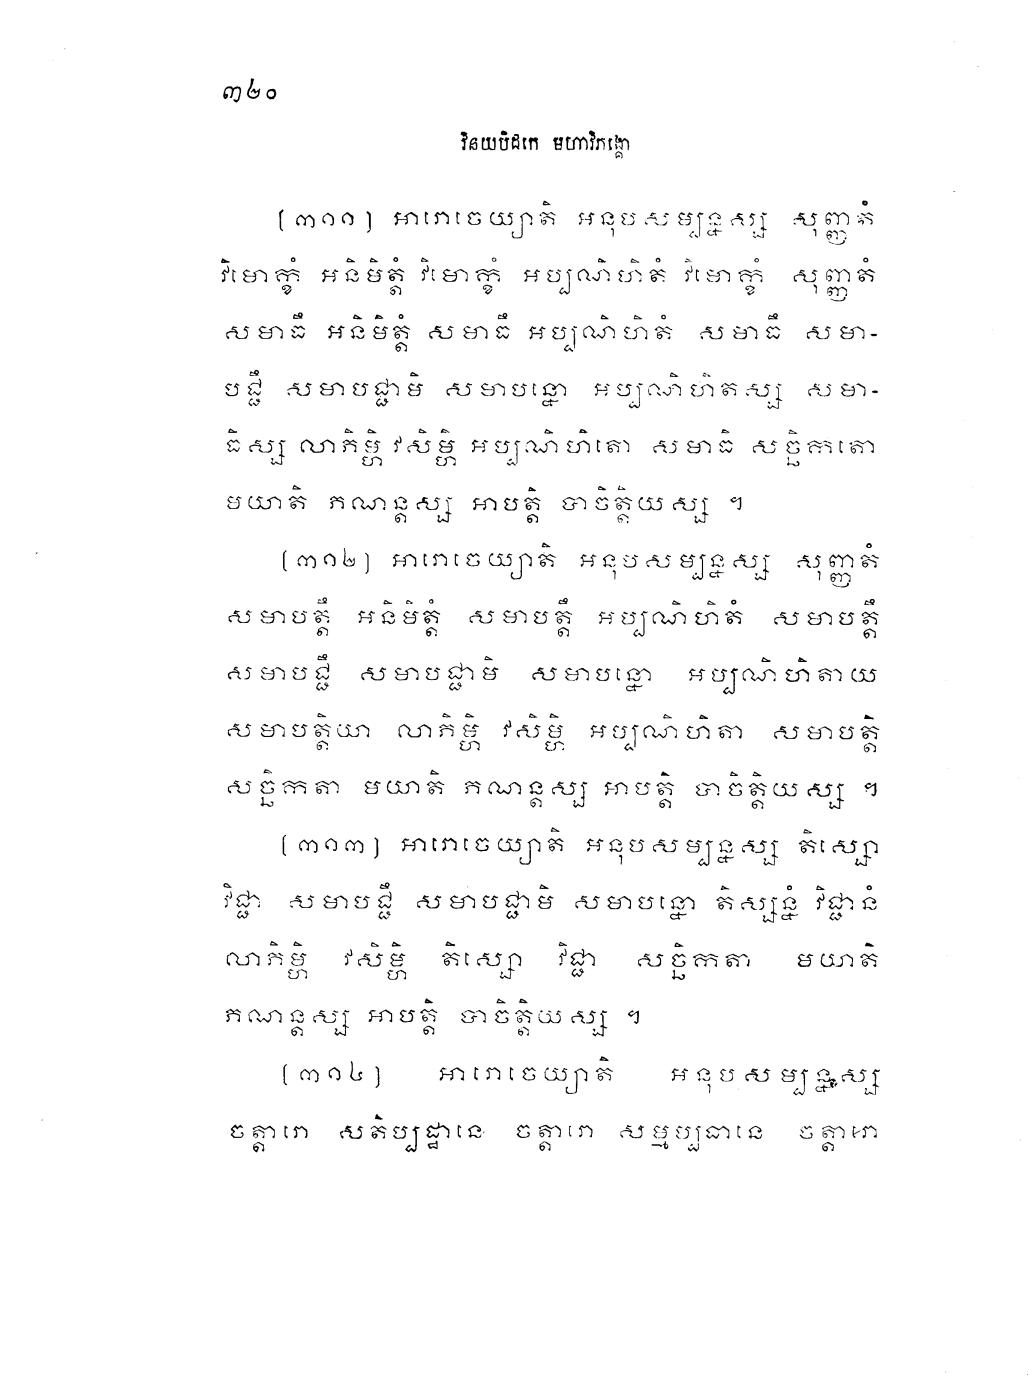 ៣៤០
វិនយបិដកេ មហាវិភង្គោ
(៣១១) អារោចេយ្យាតិ អនុបសម្បន្នស្ស សុញ្ញតំ
វិមោក្ខំ អនិមិត្តំ វិមោក្ខំ អប្បណិហិតំ វិមោក្ខំ សុញ្ញតំ
សមាធឹ អនិមិត្តំ សមាធឹ អប្បណិហិតំ សមាធឹ សមា-
បជ្ជឹ សមាបជ្ជាមិ សមាបន្នោ អប្បណិហិតស្ស សមា-
ធិស្ស លាភិម្ហិ វសិម្ហិ អប្បណិហិតោ សមាធិ សច្ឆិកតោ
មយាតិ ភណន្តស្ស អាបត្តិ បាចិត្តិយស្ស ។
(៣១២) អារោចេយ្យាតិ អនុបសម្បន្នស្ស សុញ្ញតំ
សមាបត្តឹ អនិមិត្តំ សមាបត្តឹ អប្បណិហិតំ សមាបត្តឹ
សមាបជ្ជឹ សមាបជ្ជាមិ សមាបន្នោ អប្បណិហិតាយ
សមាបត្តិយា លាភិម្ហិ វសិម្ហិ អប្បណិហិតា សមាបត្តិ
សច្ឆិកតា មយាតិ ភណន្តស្ស អាបត្តិ បាចិត្តិយស្ស ។
(៣១៣) អារោចេយ្យាតិ អនុបសម្បន្នស្ស តិស្សោ
វិជ្ជា សមាបជ្ជឹ សមាបជ្ជាមិ សមាបន្នោ តិស្សន្នំ វិជ្ជានំ
លាភិម្ហិ វសិម្ហិ តិស្សោ វិជ្ជា សច្ឆិកតា មយាតិ
ភណន្តស្ស អាបត្តិ បាចិត្តិយស្ស ។
(៣១៤) អារោចេយ្យាតិ អនុបសម្បន្នស្ស
ចត្តារោ សតិប្បដ្ឋានេ ចត្តារោ សម្មប្បធានេ ចត្តារោ